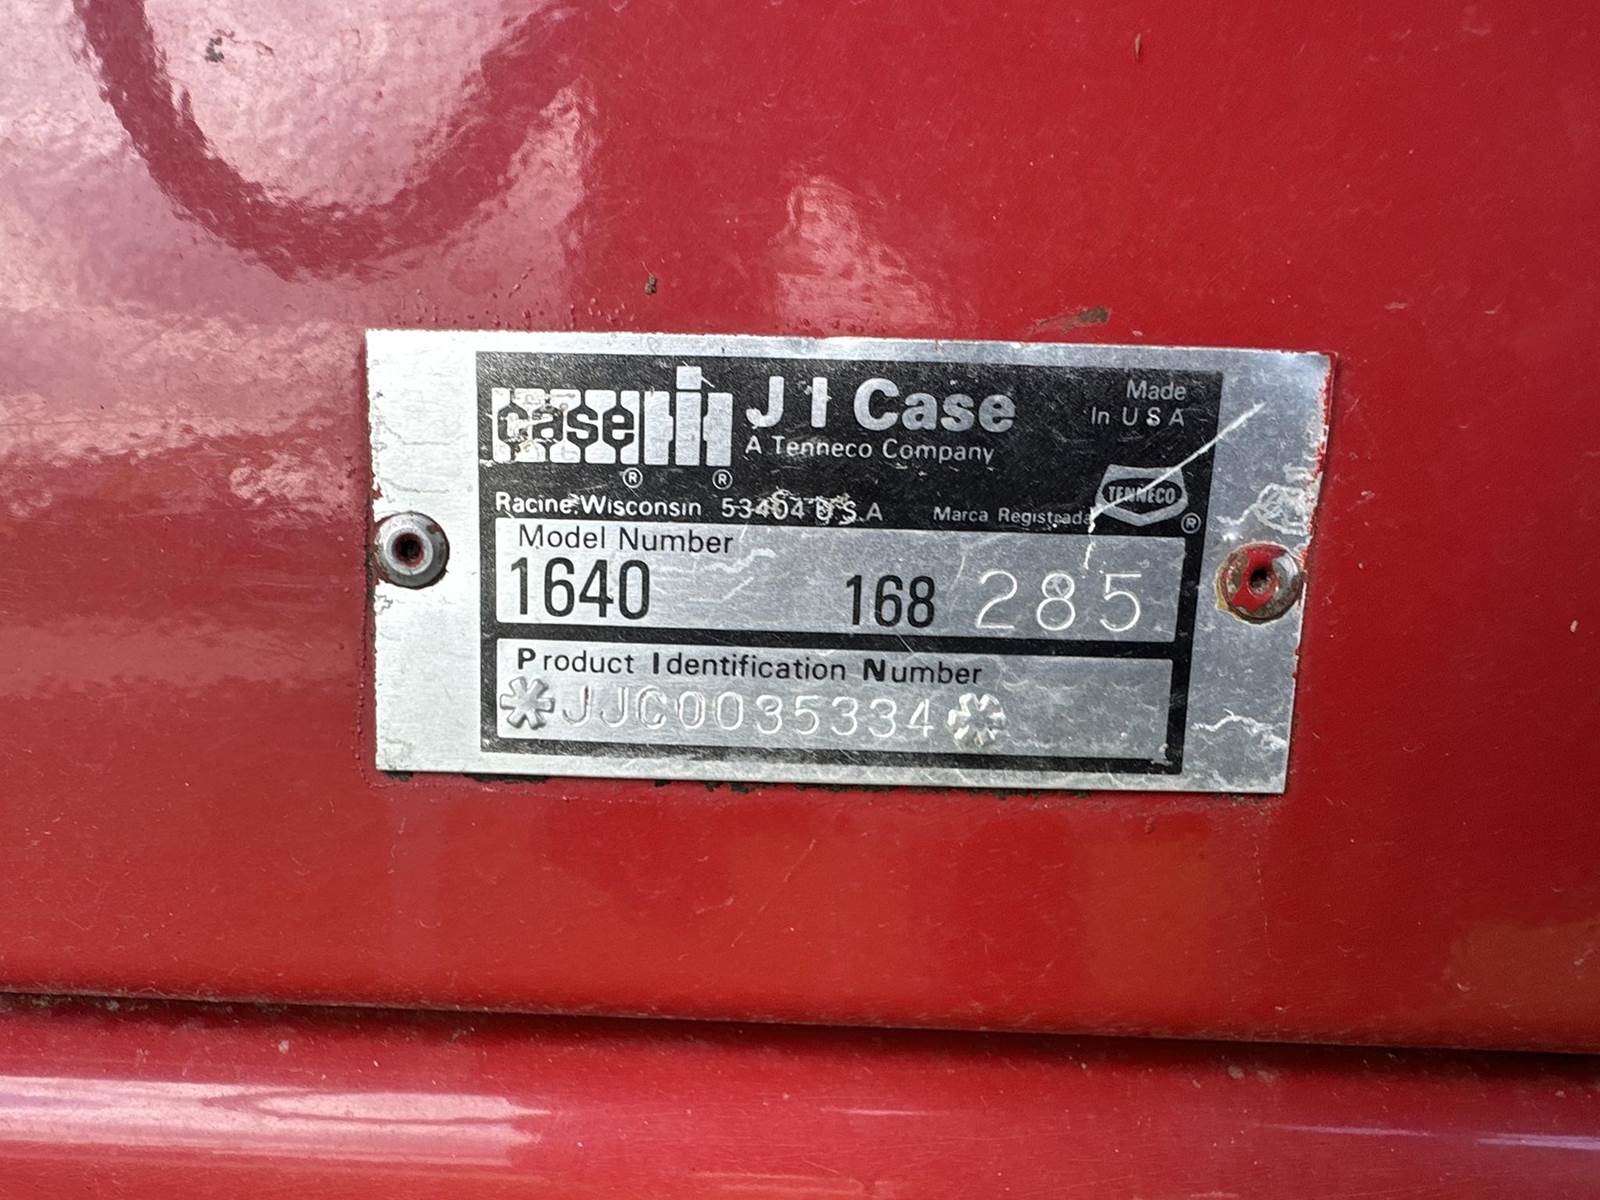 case IH J I Case
A Tenneco Company
Made
In U S A
TENNECO
® ® ®
Racine, Wisconsin 53404 U.S.A Marca Registrada
Model Number
1640 168 285
Product Identification Number
*JJC0035334*